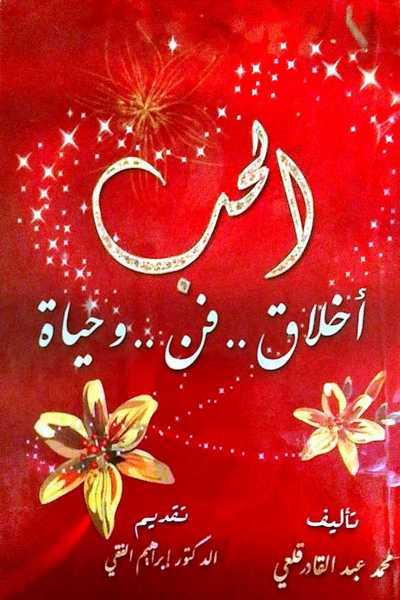 الحب
أخلاق .. فن .. وحياة
تأليف
محمد عبد القادر قلعي
تقديم
الدكتور إبراهيم الفقي